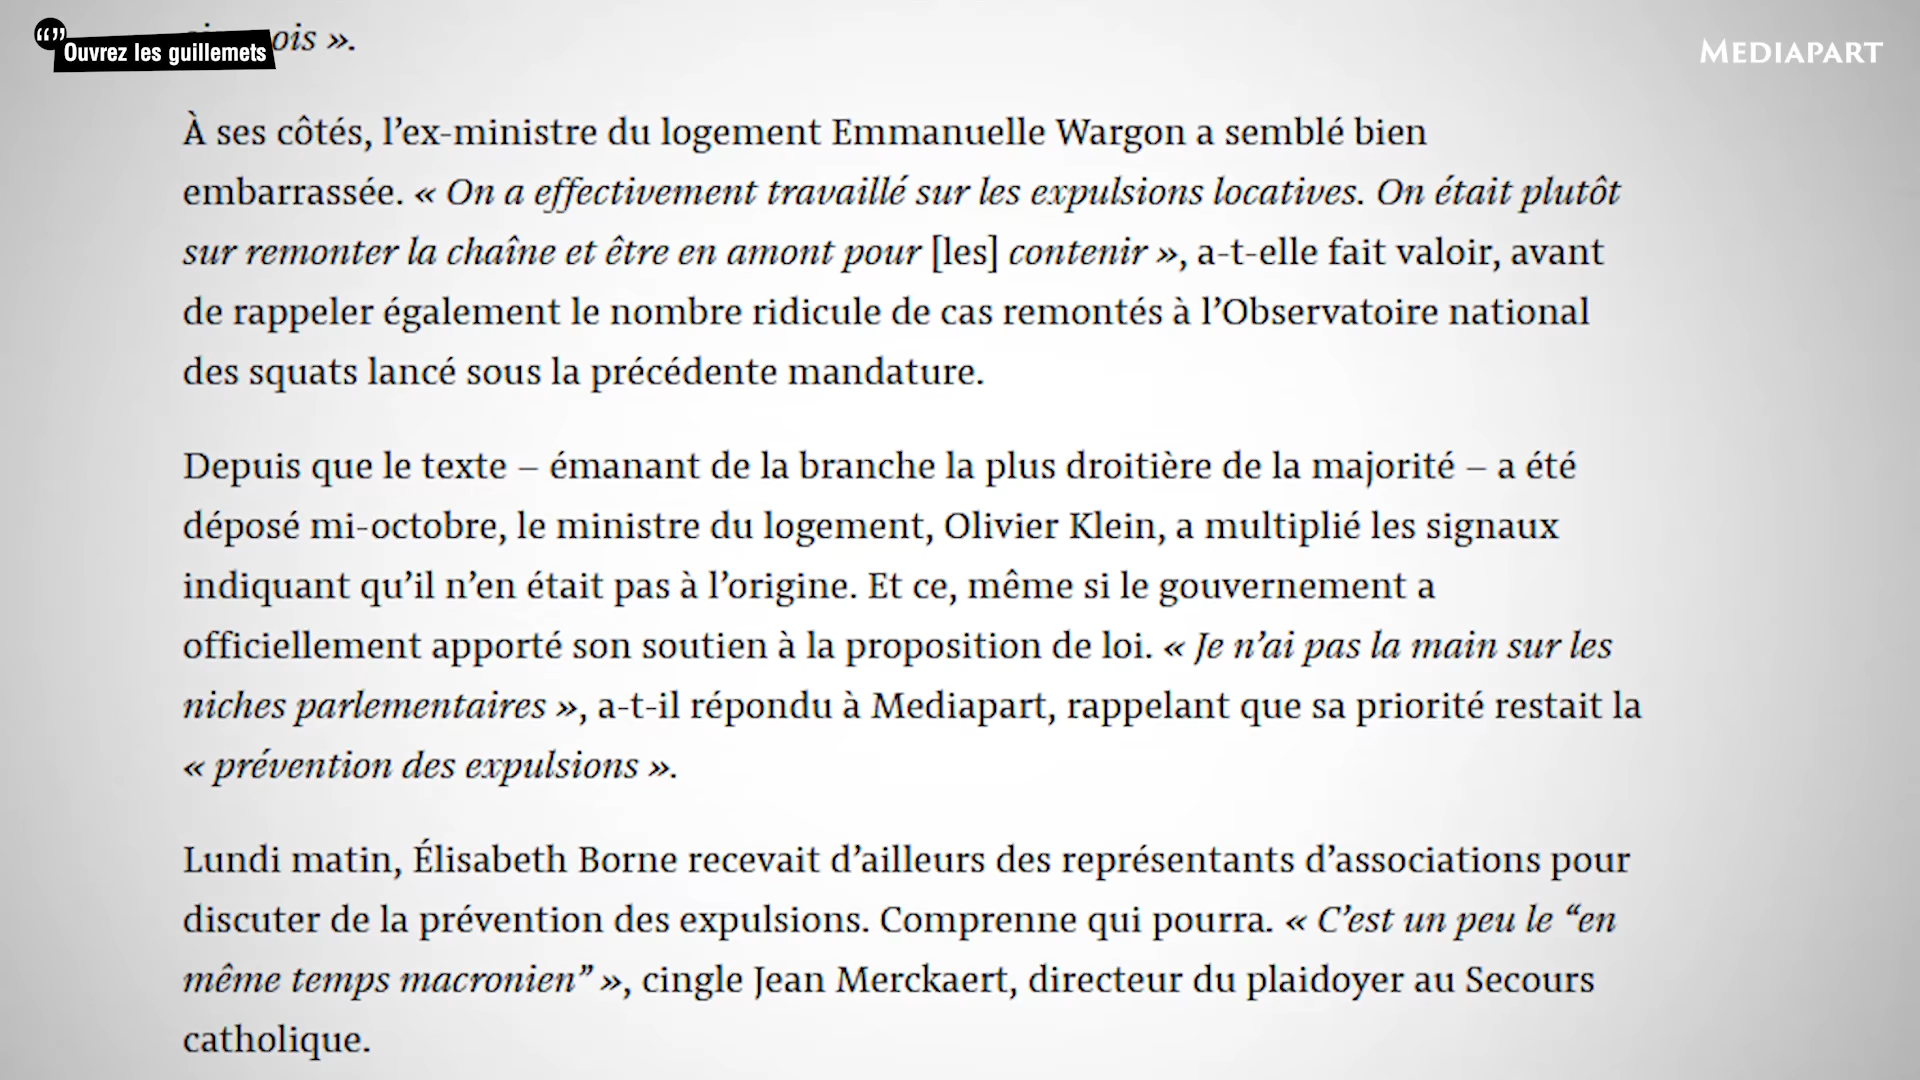 Ouvrez les guillemets
MEDIAPART
ois ».
À ses côtés, l’ex-ministre du logement Emmanuelle Wargon a semblé bien
embarrassée. « On a effectivement travaillé sur les expulsions locatives. On était plutôt
sur remonter la chaîne et être en amont pour [les] contenir », a-t-elle fait valoir, avant
de rappeler également le nombre ridicule de cas remontés à l’Observatoire national
des squats lancé sous la précédente mandature.
Depuis que le texte – émanant de la branche la plus droitière de la majorité – a été
déposé mi-octobre, le ministre du logement, Olivier Klein, a multiplié les signaux
indiquant qu’il n’en était pas à l’origine. Et ce, même si le gouvernement a
officiellement apporté son soutien à la proposition de loi. « Je n’ai pas la main sur les
niches parlementaires », a-t-il répondu à Mediapart, rappelant que sa priorité restait la
« prévention des expulsions ».
Lundi matin, Élisabeth Borne recevait d’ailleurs des représentants d’associations pour
discuter de la prévention des expulsions. Comprenne qui pourra. « C’est un peu le “en
même temps macronien” », cingle Jean Merckaert, directeur du plaidoyer au Secours
catholique.